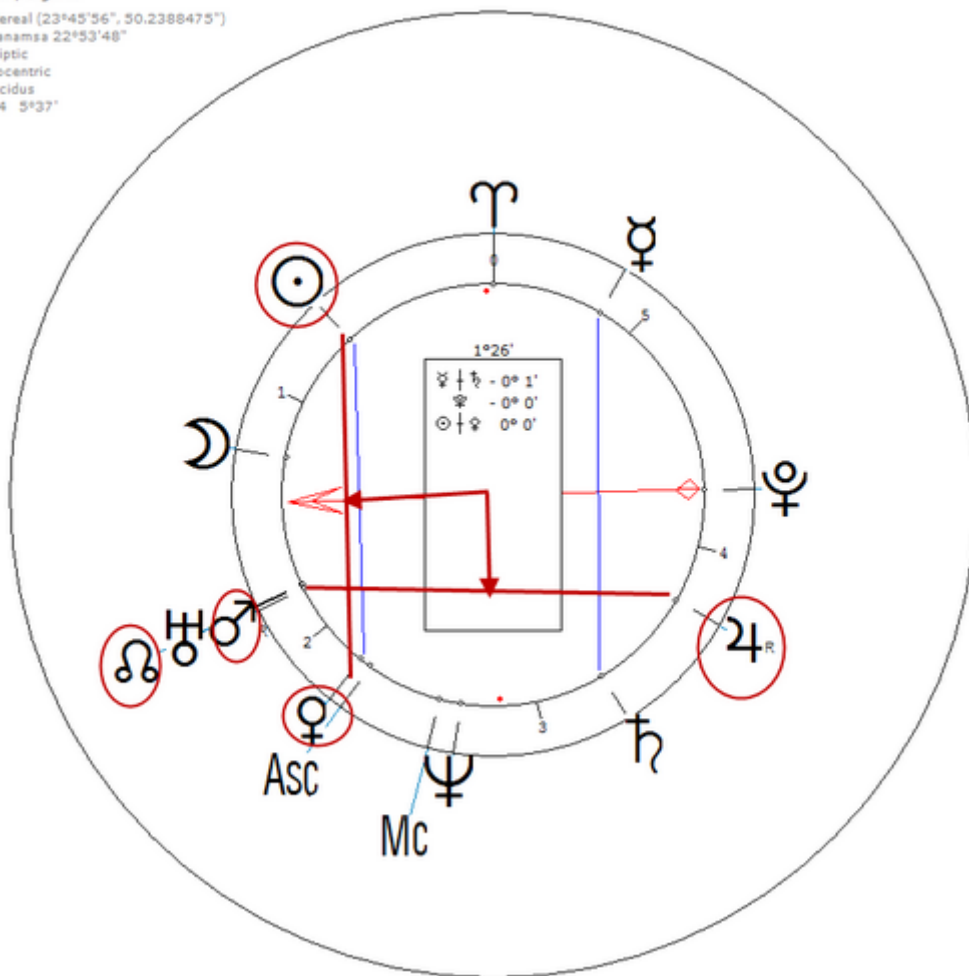 ereal (23°45'56", 50.2388475")
anamsa 22°53'48"
iptic
ocentric
cidus
4 5°37'
0
5
1
1°26'
☿ ⟊ ♄ - 0° 1'
- 0° 0'
☉ ⟊ ♀ 0° 0'
4
R
2
3
Asc
Mc